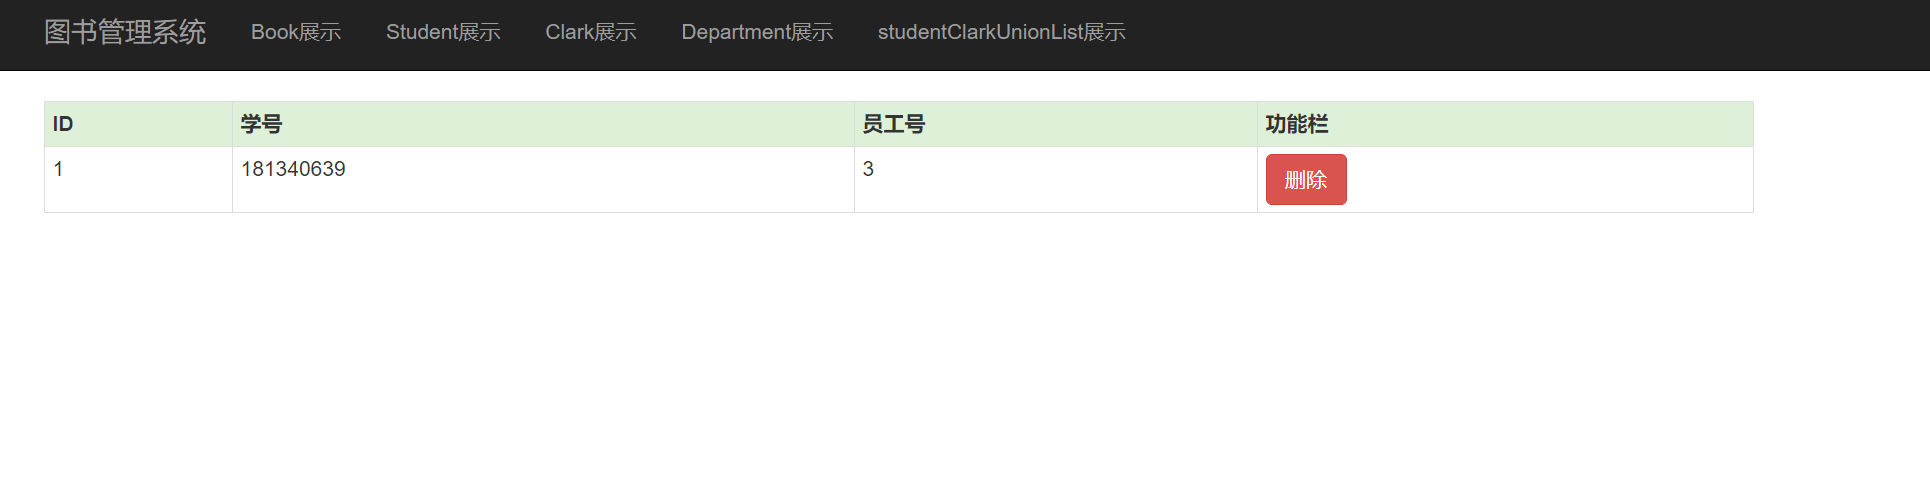 图书管理系统 Book展示 Student展示 Clark展示 Department展示 studentClarkUnionList展示
ID 学号 员工号 功能栏
1 181340639 3 删除